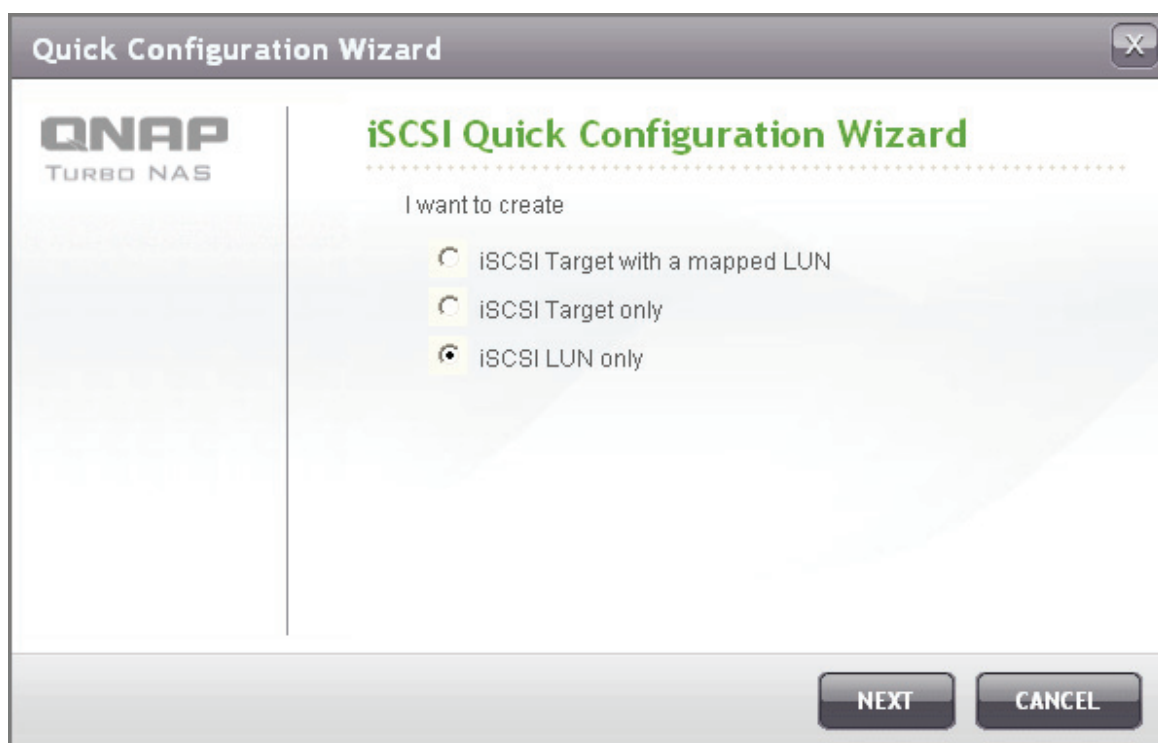 Quick Configuration Wizard
X
QNAP
TURBO NAS
iSCSI Quick Configuration Wizard
I want to create
iSCSI Target with a mapped LUN
iSCSI Target only
iSCSI LUN only
NEXT
CANCEL